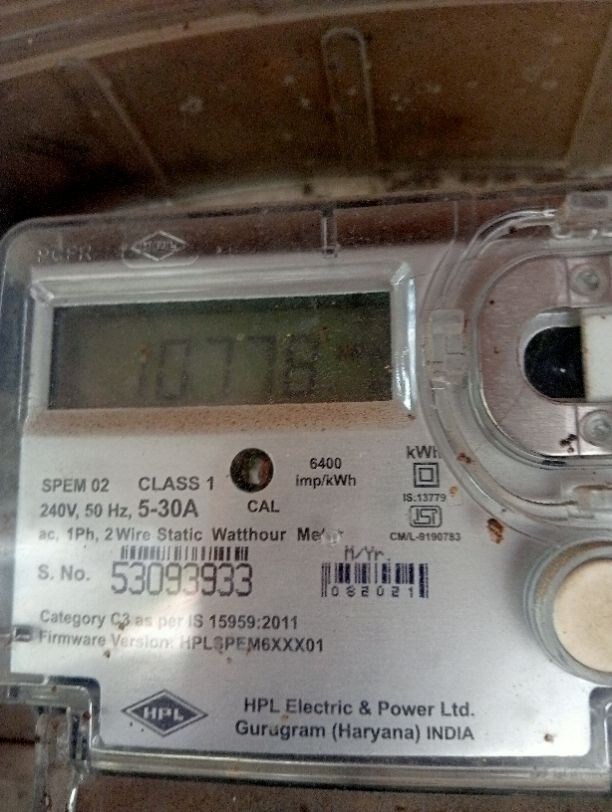 10778
SPEM 02 CLASS 1
6400
imp/kWh
kWh
240V, 50 Hz, 5-30A
CAL
IS:13779
ISI
ac, 1Ph, 2 Wire Static Watthour Meter
CM/L-9190783
S. No. 53093933
M/Yr.
082021
Category C3 as per IS 15959:2011
Firmware Version: HPLSPEM6XXX01
HPL
HPL Electric & Power Ltd.
Gurugram (Haryana) INDIA